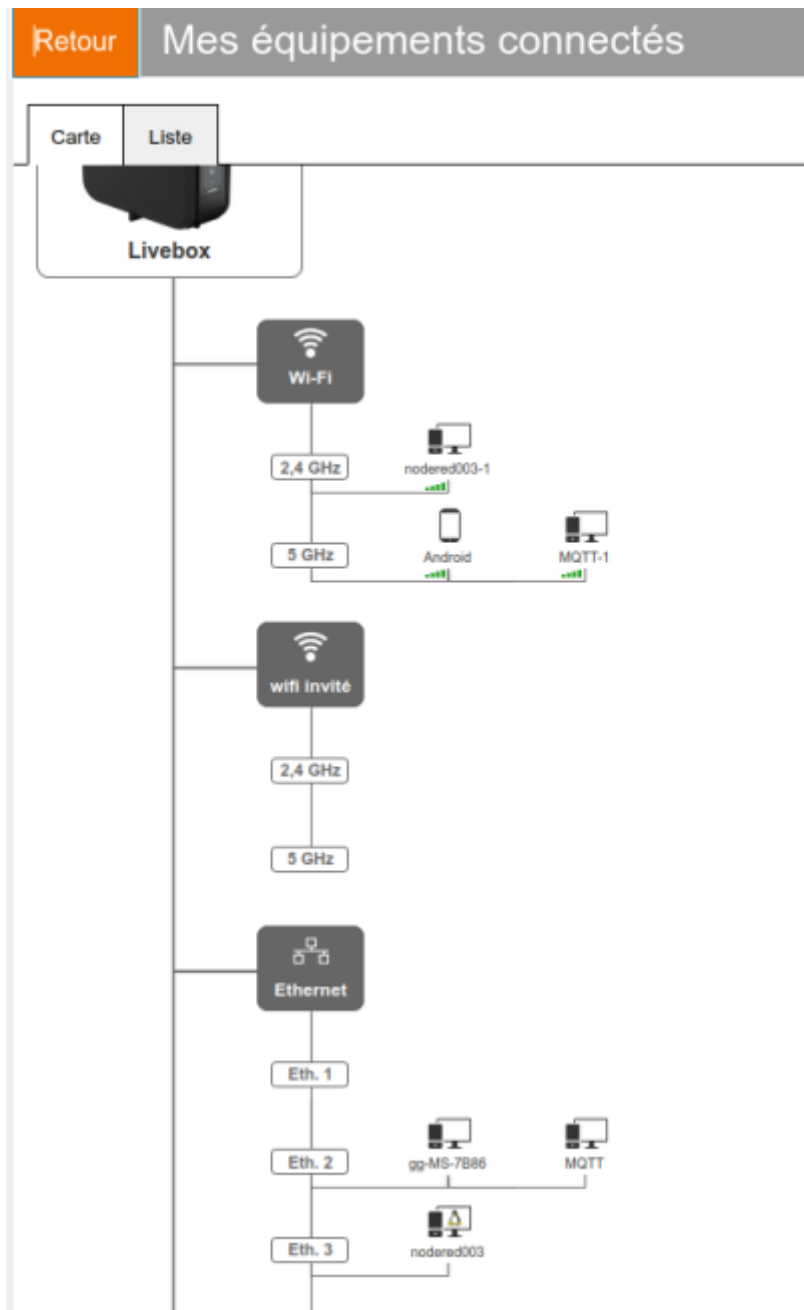 Retour Mes équipements connectés
Carte Liste
Livebox
Wi-Fi
2,4 GHz nodered003-1
5 GHz Android MQTT-1
wifi invité
2,4 GHz
5 GHz
Ethernet
Eth. 1
Eth. 2 gg-MS-7B86 MQTT
Eth. 3 nodered003